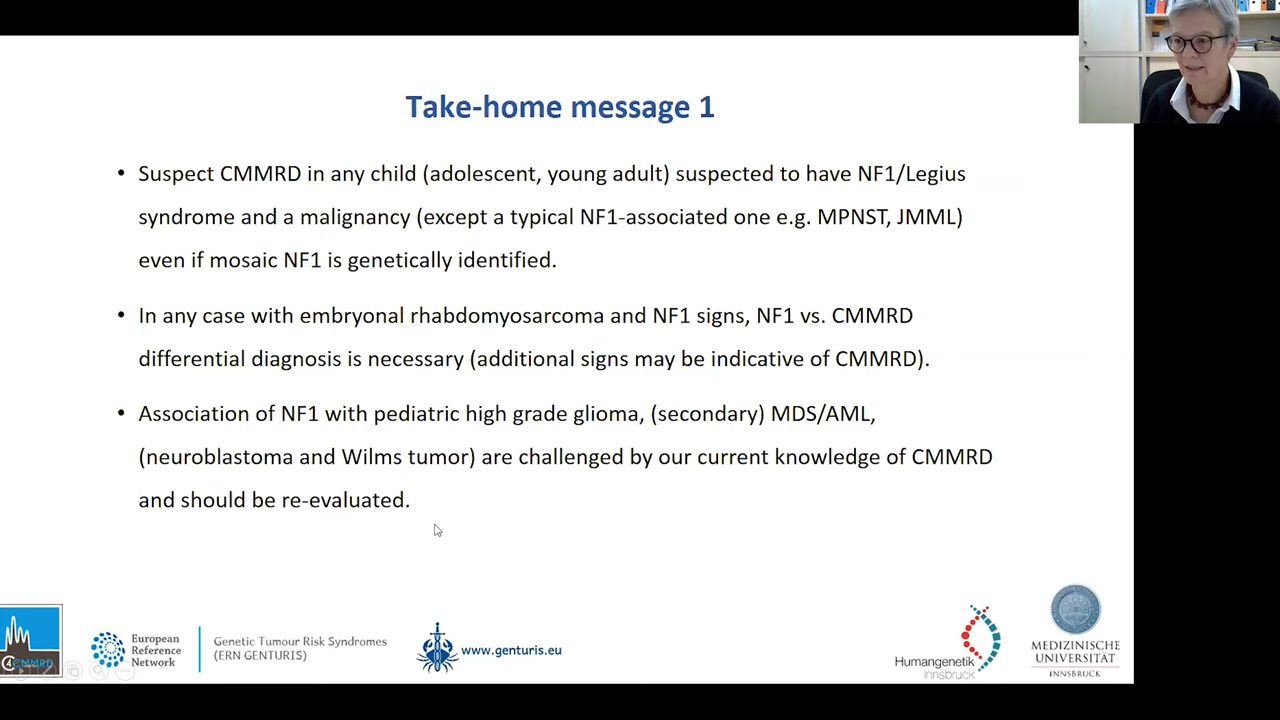 Take-home message 1
• Suspect CMMRD in any child (adolescent, young adult) suspected to have NF1/Legius
syndrome and a malignancy (except a typical NF1-associated one e.g. MPNST, JMML)
even if mosaic NF1 is genetically identified.
• In any case with embryonal rhabdomyosarcoma and NF1 signs, NF1 vs. CMMRD
differential diagnosis is necessary (additional signs may be indicative of CMMRD).
• Association of NF1 with pediatric high grade glioma, (secondary) MDS/AML,
(neuroblastoma and Wilms tumor) are challenged by our current knowledge of CMMRD
and should be re-evaluated.
C4CMMRD
European
Reference
Network
Genetic Tumour Risk Syndromes
(ERN GENTURIS)
www.genturis.eu
Humangenetik
Innsbruck
MEDIZINISCHE
UNIVERSITÄT
INNSBRUCK